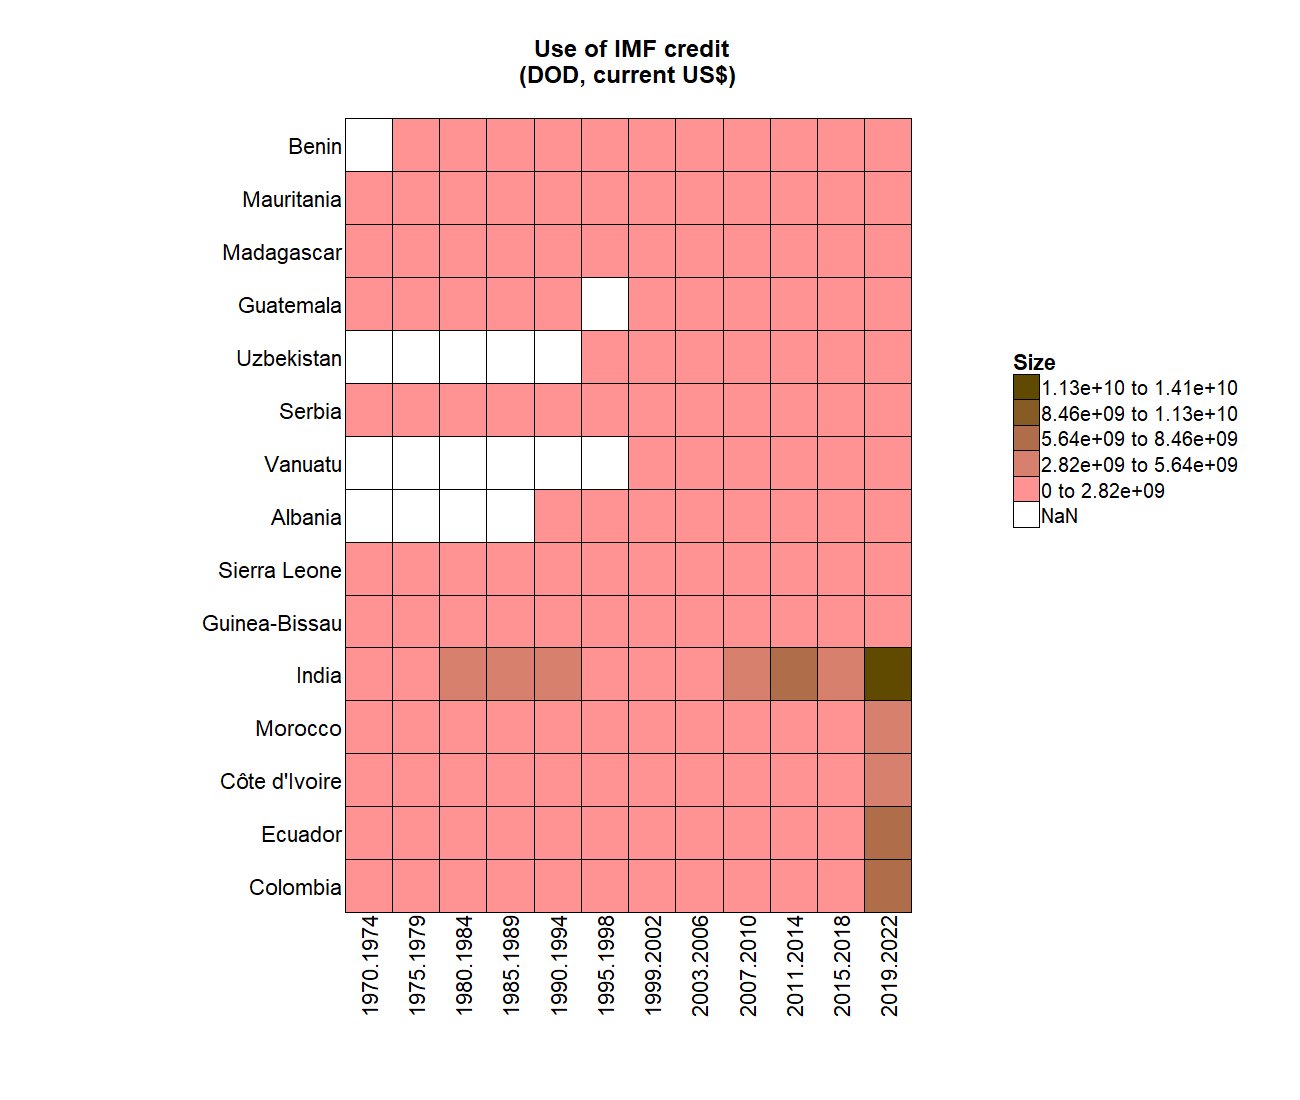 Use of IMF credit
(DOD, current US$)
Benin
Mauritania
Madagascar
Guatemala
Uzbekistan
Serbia
Vanuatu
Albania
Sierra Leone
Guinea-Bissau
India
Morocco
Côte d'Ivoire
Ecuador
Colombia
1970.1974
1975.1979
1980.1984
1985.1989
1990.1994
1995.1998
1999.2002
2003.2006
2007.2010
2011.2014
2015.2018
2019.2022
Size
1.13e+10 to 1.41e+10
8.46e+09 to 1.13e+10
5.64e+09 to 8.46e+09
2.82e+09 to 5.64e+09
0 to 2.82e+09
NaN